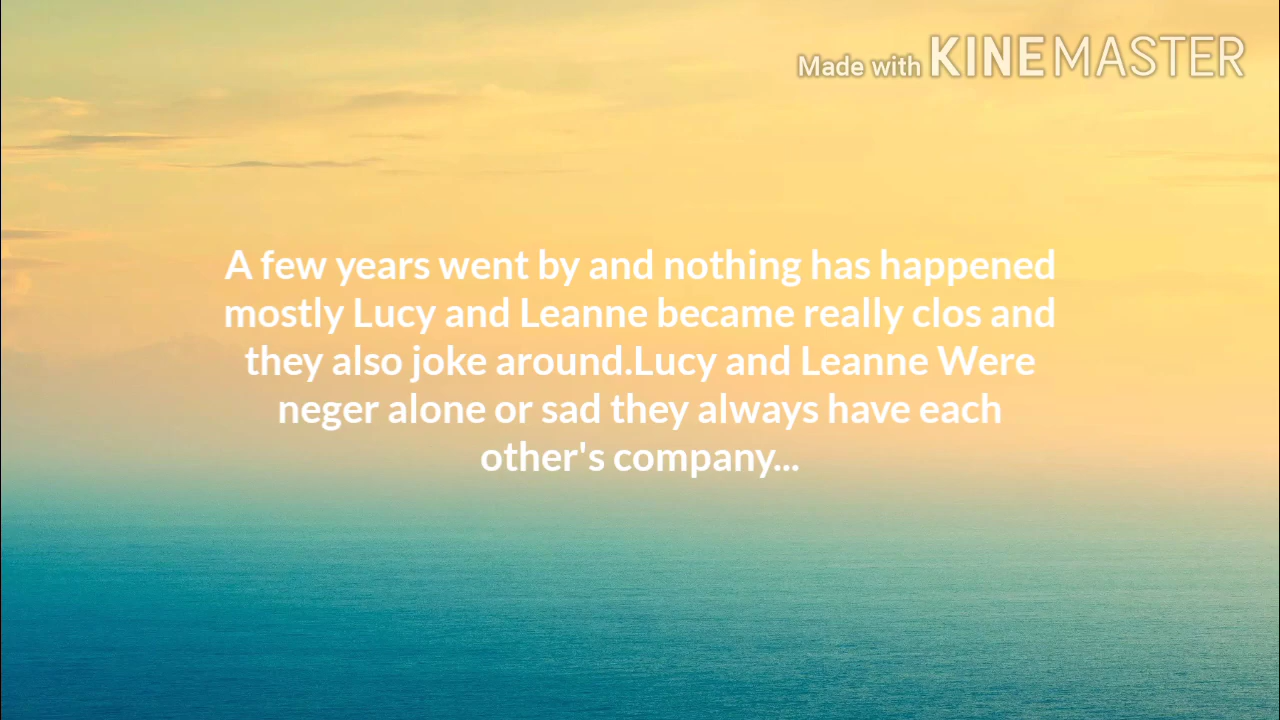 Made with KINEMASTER
A few years went by and nothing has happened
mostly Lucy and Leanne became really clos and
they also joke around.Lucy and Leanne Were
neger alone or sad they always have each
other's company...